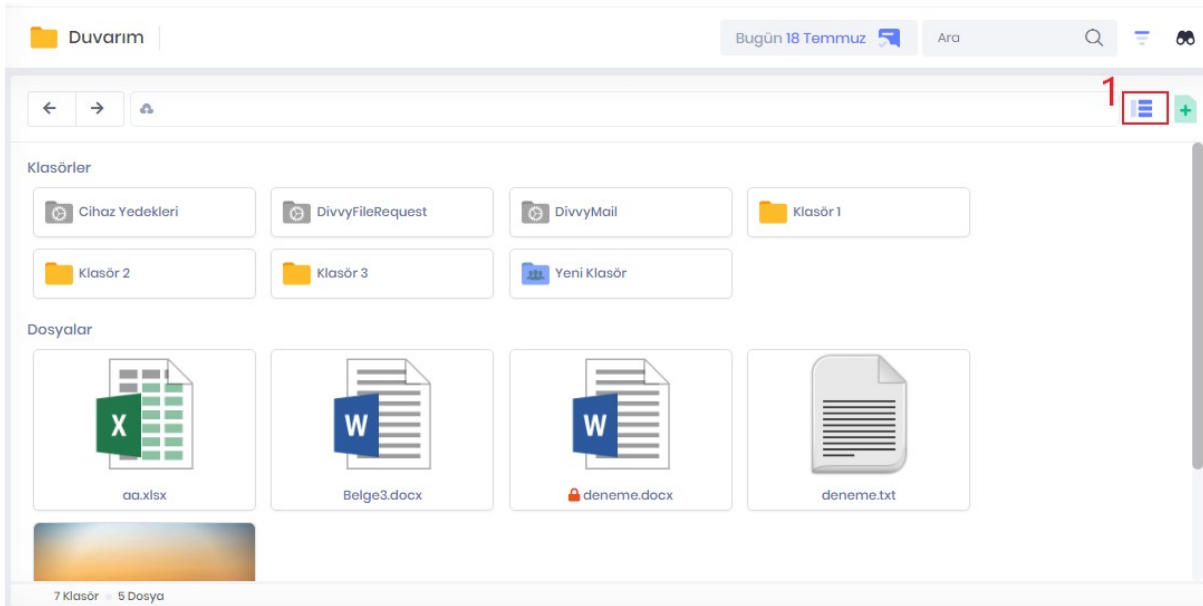 Duvarım
Bugün 18 Temmuz
Ara
1
Klasörler
Cihaz Yedekleri
DivvyFileRequest
DivvyMail
Klasör 1
Klasör 2
Klasör 3
Yeni Klasör
Dosyalar
X
W
W
aa.xlsx
Belge3.docx
deneme.docx
deneme.txt
7 Klasör 5 Dosya